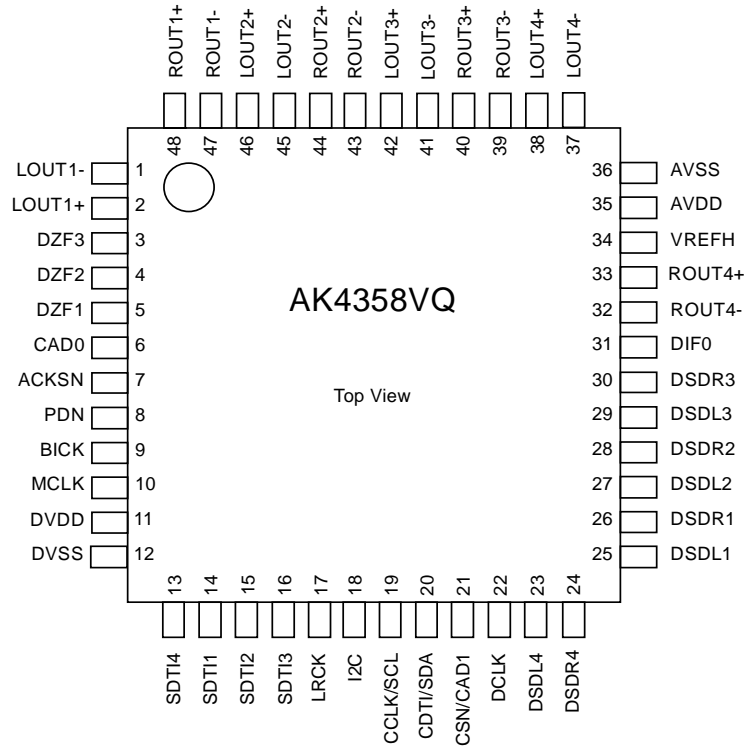 ROUT1+
ROUT1-
LOUT2+
LOUT2-
ROUT2+
ROUT2-
LOUT3+
LOUT3-
ROUT3+
ROUT3-
LOUT4+
LOUT4-
48
47
46
45
44
43
42
41
40
39
38
37
LOUT1- 1
LOUT1+ 2
DZF3 3
DZF2 4
DZF1 5
CAD0 6
ACKSN 7
PDN 8
BICK 9
MCLK 10
DVDD 11
DVSS 12
AK4358VQ
Top View
36 AVSS
35 AVDD
34 VREFH
33 ROUT4+
32 ROUT4-
31 DIF0
30 DSDR3
29 DSDL3
28 DSDR2
27 DSDL2
26 DSDR1
25 DSDL1
13
14
15
16
17
18
19
20
21
22
23
24
SDTI4
SDTI1
SDTI2
SDTI3
LRCK
I2C
CCLK/SCL
CDTI/SDA
CSN/CAD1
DCLK
DSDL4
DSDR4